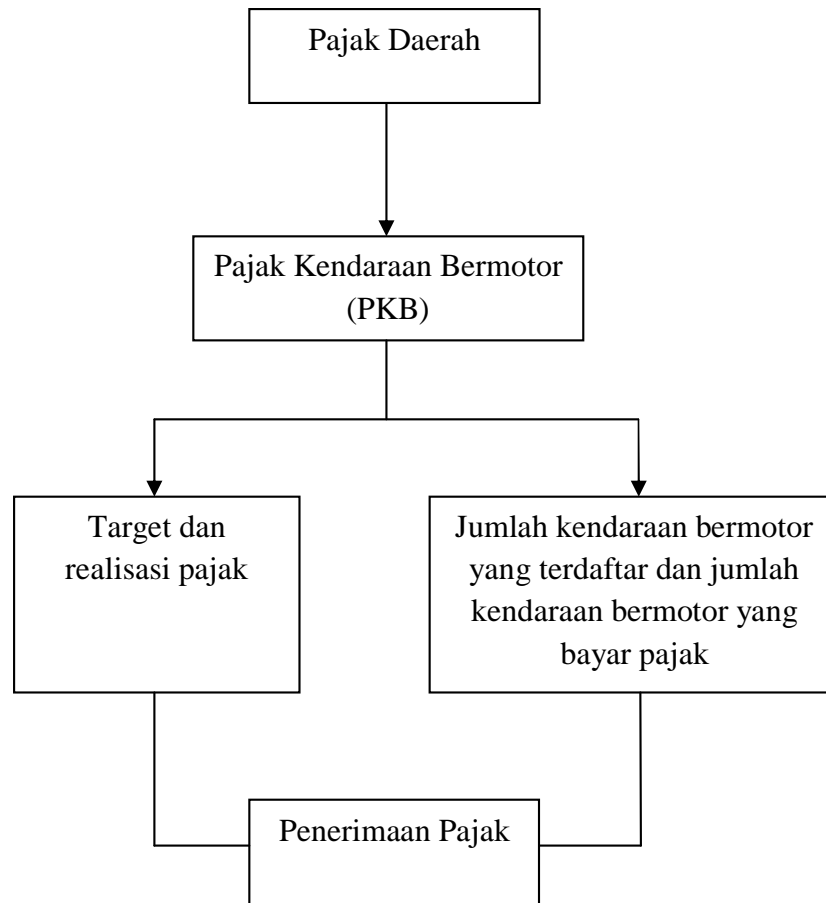 Pajak Daerah
Pajak Kendaraan Bermotor
(PKB)
Target dan
realisasi pajak
Jumlah kendaraan bermotor
yang terdaftar dan jumlah
kendaraan bermotor yang
bayar pajak
Penerimaan Pajak